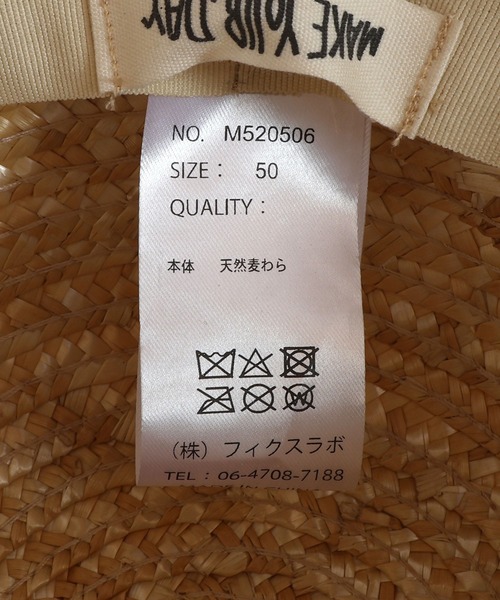 MAKE YOUR DAY
NO. M520506
SIZE： 50
QUALITY：
本体 天然麦わら
（株）フィクスラボ
TEL：06-4708-7188